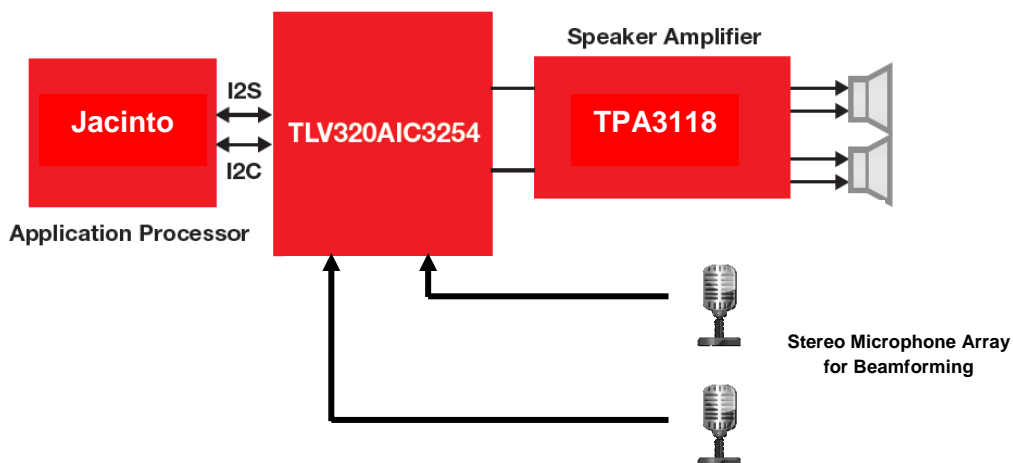 Speaker Amplifier
I2S
Jacinto
TLV320AIC3254
TPA3118
I2C
Application Processor
Stereo Microphone Array
for Beamforming